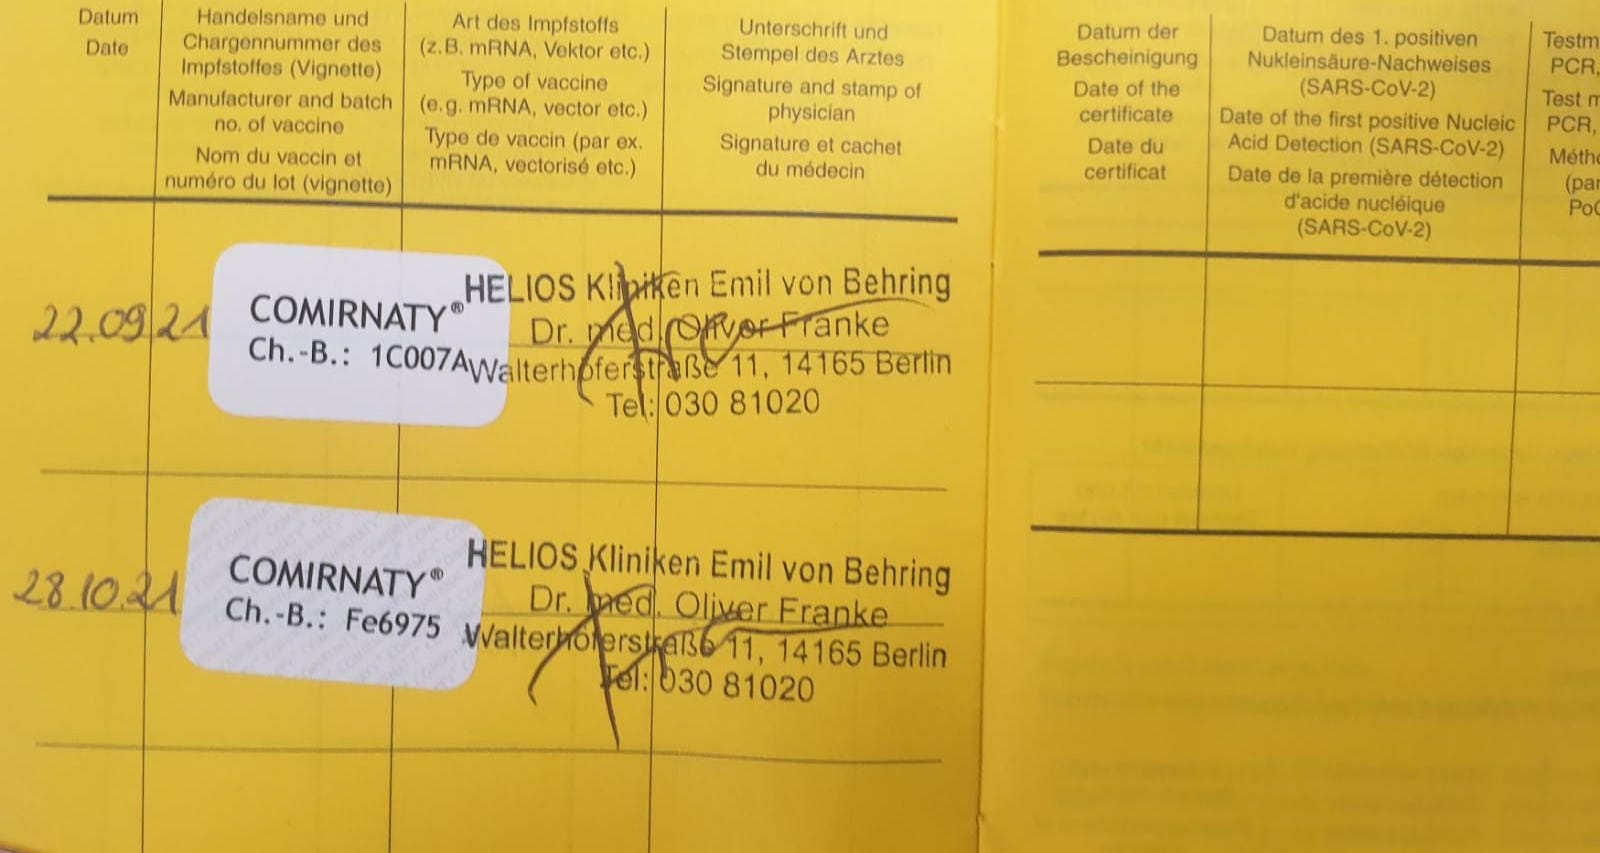 Datum
Date
Handelsname und
Chargennummer des
Impfstoffes (Vignette)
Manufacturer and batch
no. of vaccine
Nom du vaccin et
numéro du lot (vignette)
Art des Impfstoffs
(z.B. mRNA, Vektor etc.)
Type of vaccine
(e.g. mRNA, vector etc.)
Type de vaccin (par ex.
mRNA, vectorisé etc.)
Unterschrift und
Stempel des Arztes
Signature and stamp of
physician
Signature et cachet
du médecin
22.09.21
COMIRNATY®
Ch.-B.: 1C007A
HELIOS Kliniken Emil von Behring
Dr. med. Oliver Franke
Walterhöferstraße 11, 14165 Berlin
Tel: 030 81020
28.10.21
COMIRNATY®
Ch.-B.: Fe6975
HELIOS Kliniken Emil von Behring
Dr. med. Oliver Franke
Walterhöferstraße 11, 14165 Berlin
Tel: 030 81020
Datum der
Bescheinigung
Date of the
certificate
Date du
certificat
Datum des 1. positiven
Nukleinsäure-Nachweises
(SARS-CoV-2)
Date of the first positive Nucleic
Acid Detection (SARS-CoV-2)
Date de la première détection
d'acide nucléique
(SARS-CoV-2)
Testm
PCR,
Test m
PCR,
Métho
(par
PoC